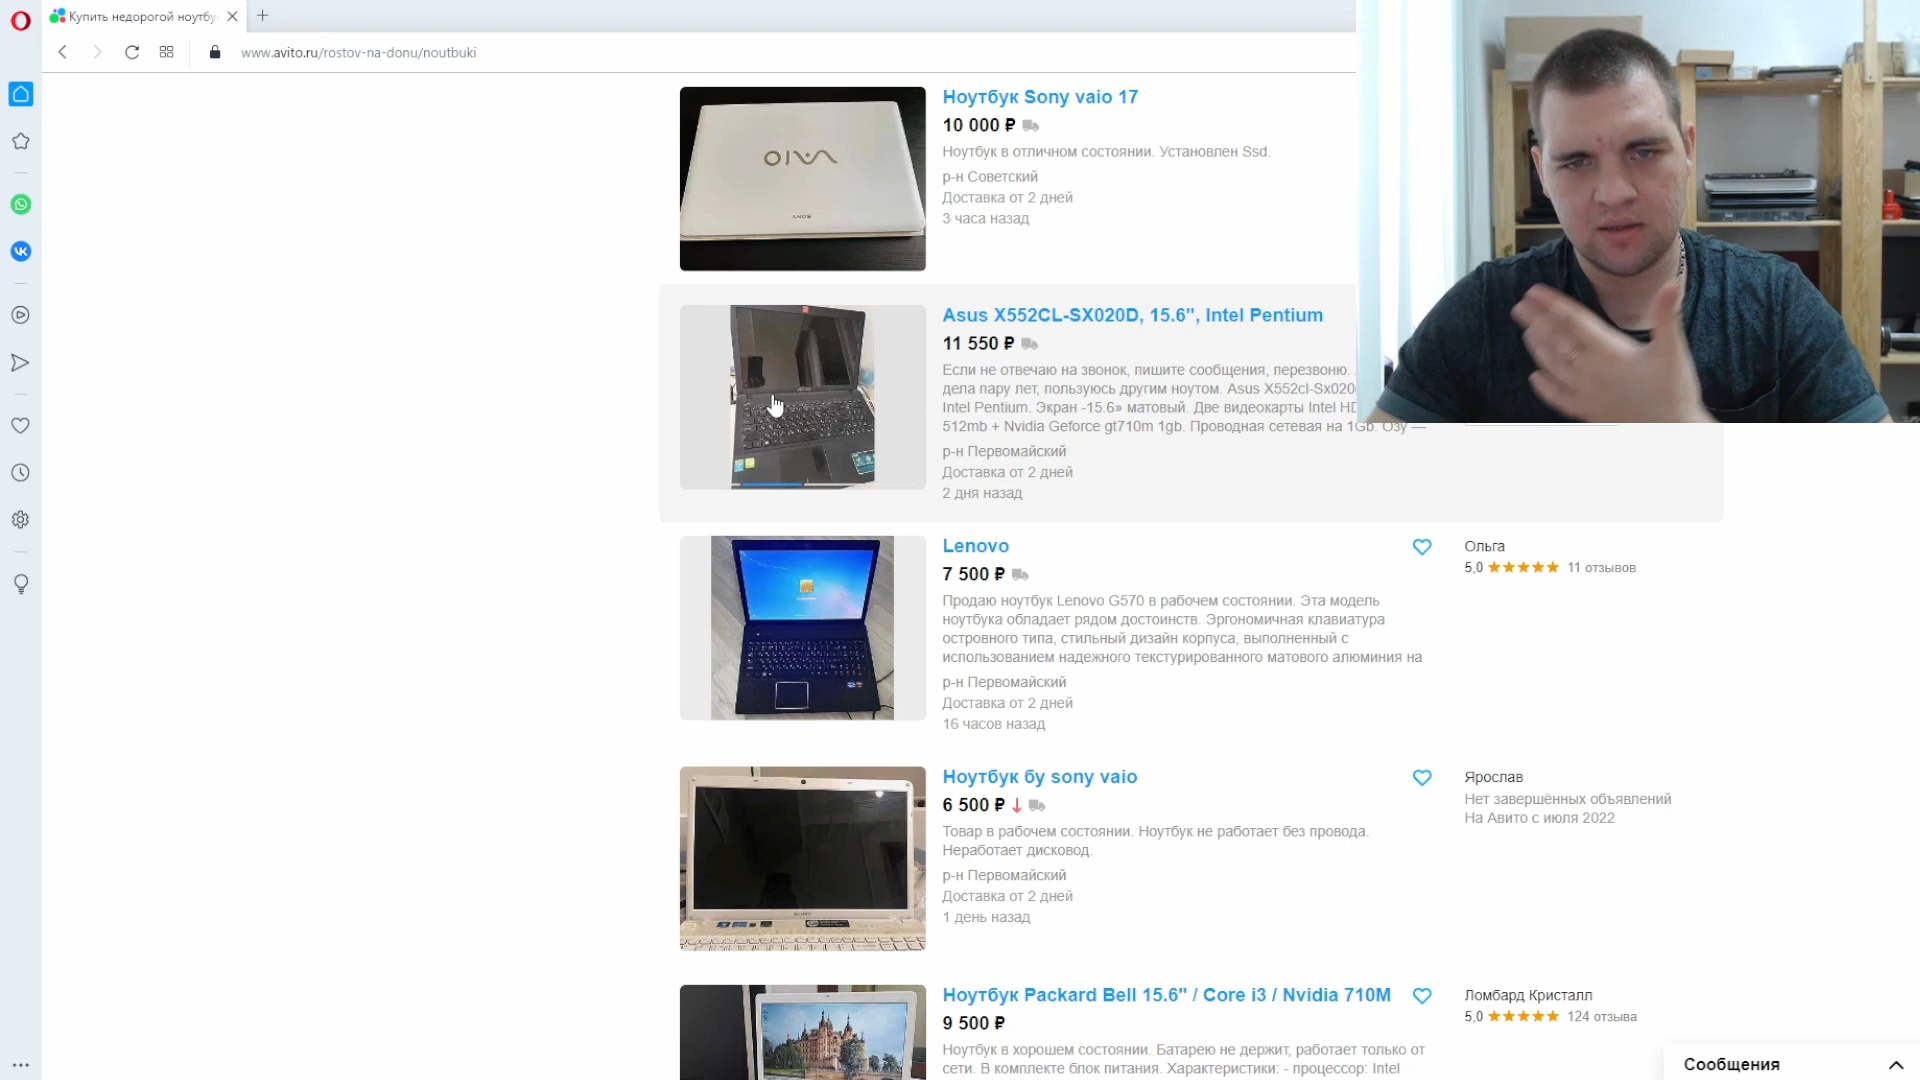 Купить недорогой ноутбу
www.avito.ru/rostov-na-donu/noutbuki
VAIO
SONY
Ноутбук Sony vaio 17
10 000 ₽
Ноутбук в отличном состоянии. Установлен Ssd.
р-н Советский
Доставка от 2 дней
3 часа назад
Asus X552CL-SX020D, 15.6", Intel Pentium
11 550 ₽
Если не отвечаю на звонок, пишите сообщения, перезвоню.
дела пару лет, пользуюсь другим ноутом. Asus X552cl-Sx020
Intel Pentium. Экран -15.6» матовый. Две видеокарты Intel HD
512mb + Nvidia Geforce gt710m 1gb. Проводная сетевая на 1Gb. Озу —
р-н Первомайский
Доставка от 2 дней
2 дня назад
Lenovo
7 500 ₽
Продаю ноутбук Lenovo G570 в рабочем состоянии. Эта модель
ноутбука обладает рядом достоинств. Эргономичная клавиатура
островного типа, стильный дизайн корпуса, выполненный с
использованием надежного текстурированного матового алюминия на
р-н Первомайский
Доставка от 2 дней
16 часов назад
Ольга
5,0 11 отзывов
Ноутбук бу sony vaio
6 500 ₽
Товар в рабочем состоянии. Ноутбук не работает без провода.
Неработает дисковод.
р-н Первомайский
Доставка от 2 дней
1 день назад
Ярослав
Нет завершённых объявлений
На Авито с июля 2022
Ноутбук Packard Bell 15.6" / Core i3 / Nvidia 710M
9 500 ₽
Ноутбук в хорошем состоянии. Батарею не держит, работает только от
сети. В комплекте блок питания. Характеристики: - процессор: Intel
Ломбард Кристалл
5,0 124 отзыва
Сообщения